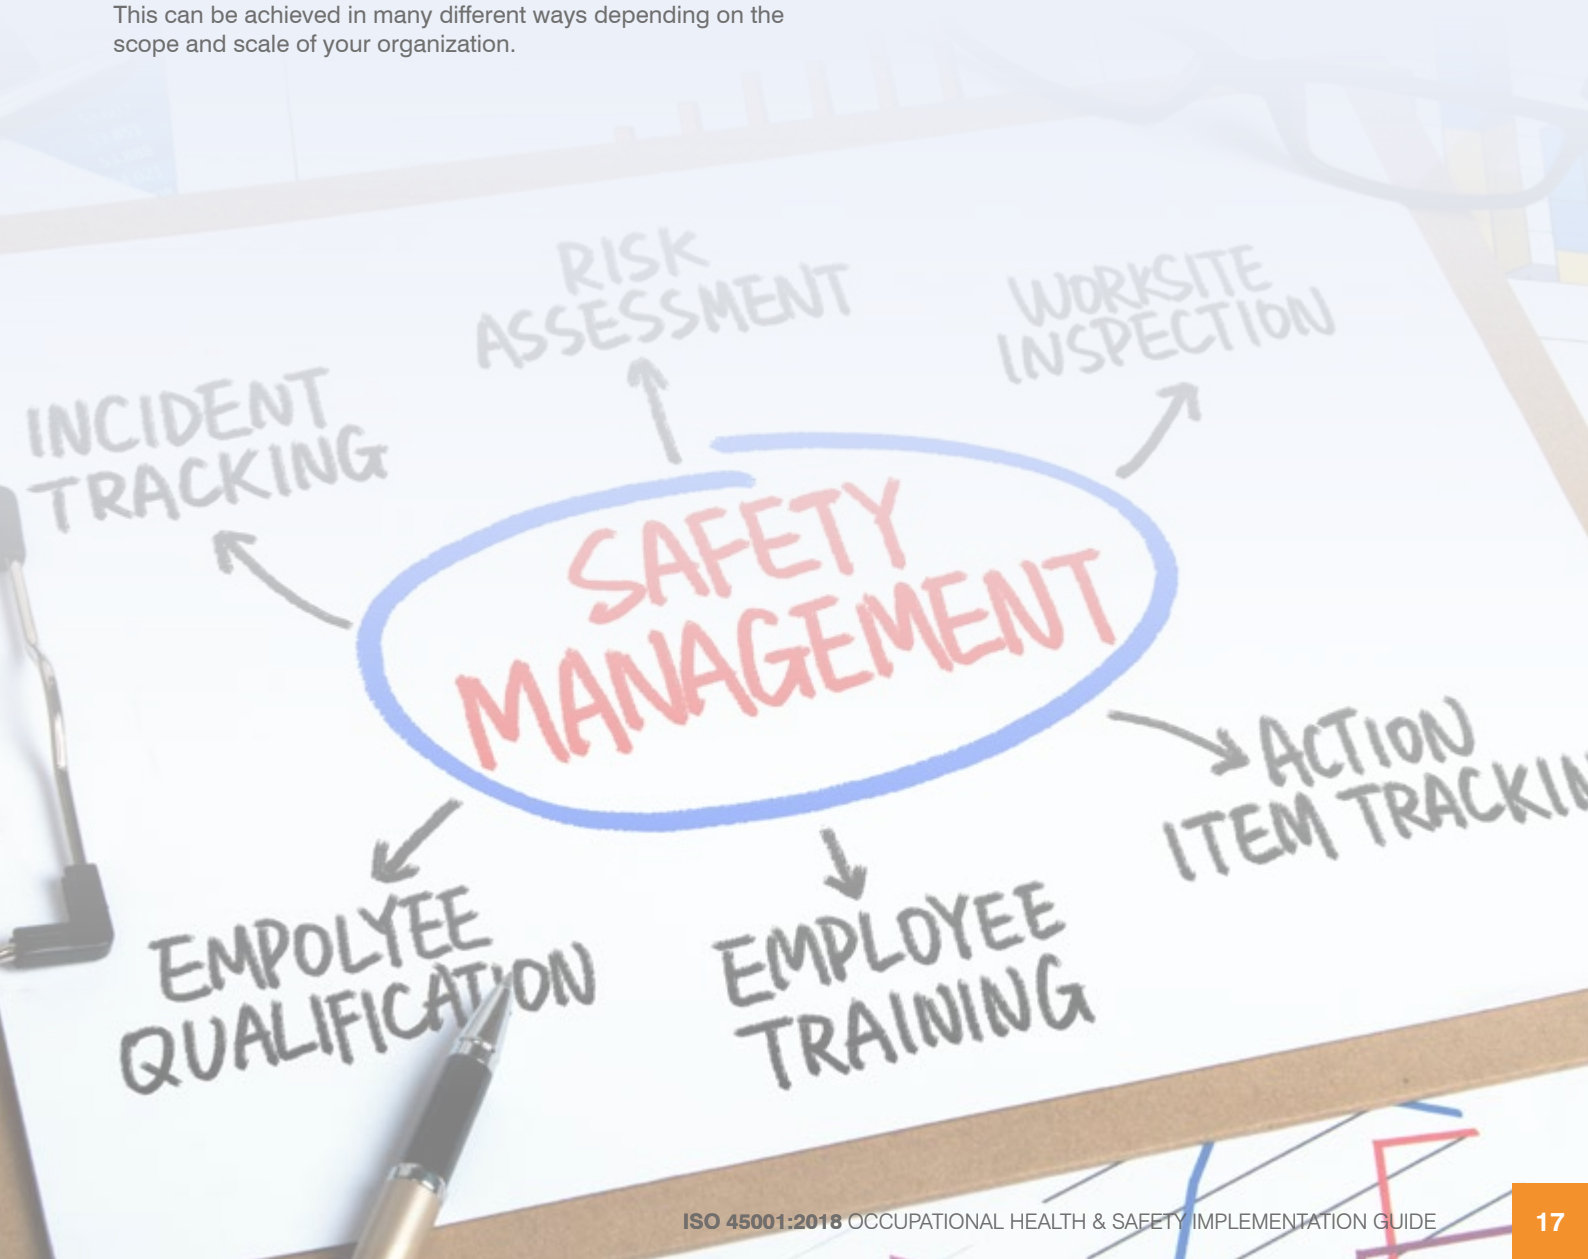 This can be achieved in many different ways depending on the
scope and scale of your organization.
RISK
ASSESSMENT
WORKSITE
INSPECTION
INCIDENT
TRACKING
SAFETY
MANAGEMENT
ACTION
ITEM TRACKIN
EMPOLYEE
QUALIFICATION
EMPLOYEE
TRAINING
ISO 45001:2018 OCCUPATIONAL HEALTH & SAFETY IMPLEMENTATION GUIDE
17